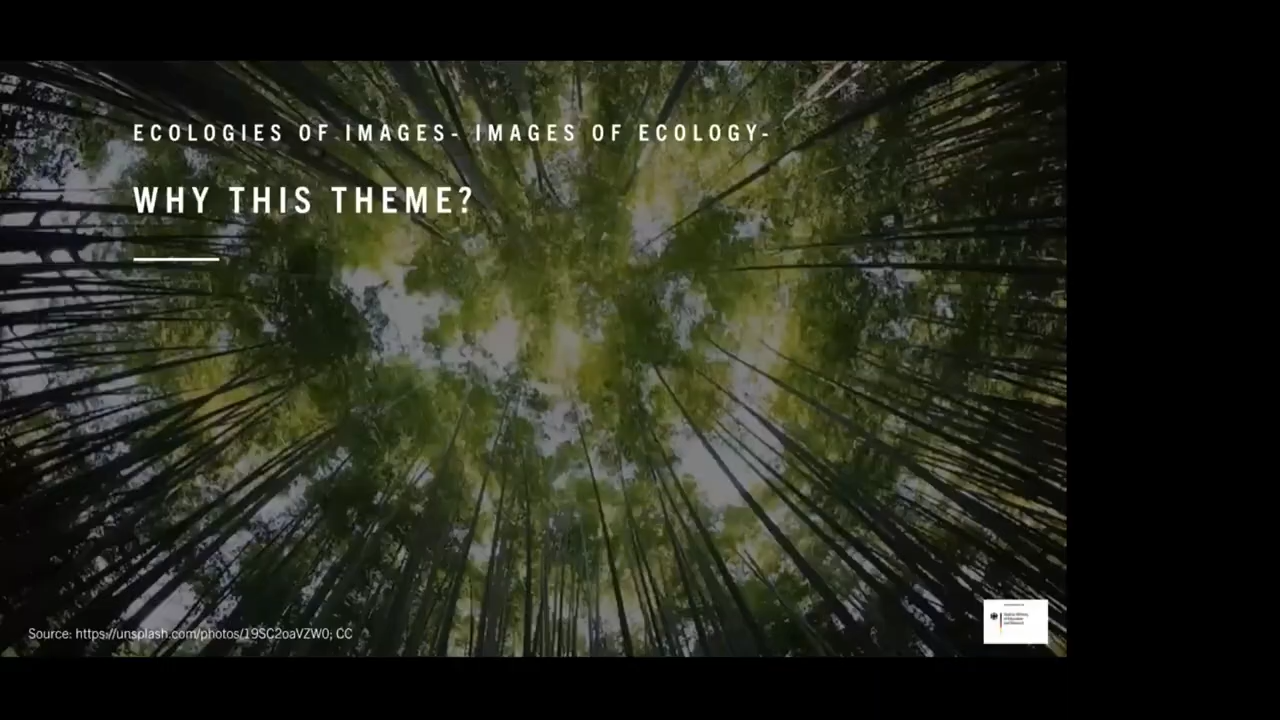 ECOLOGIES OF IMAGES- IMAGES OF ECOLOGY-
WHY THIS THEME?
Source: https://unsplash.com/photos/19SC2oaVZW0; CC